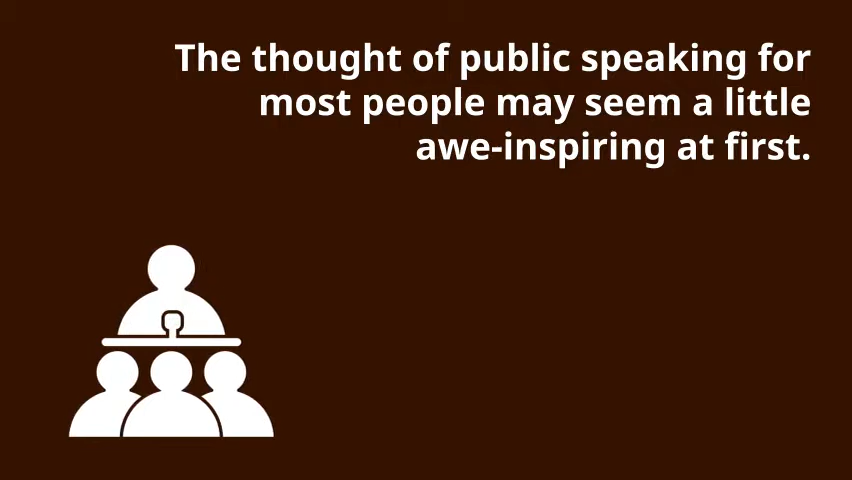 The thought of public speaking for
most people may seem a little
awe-inspiring at first.